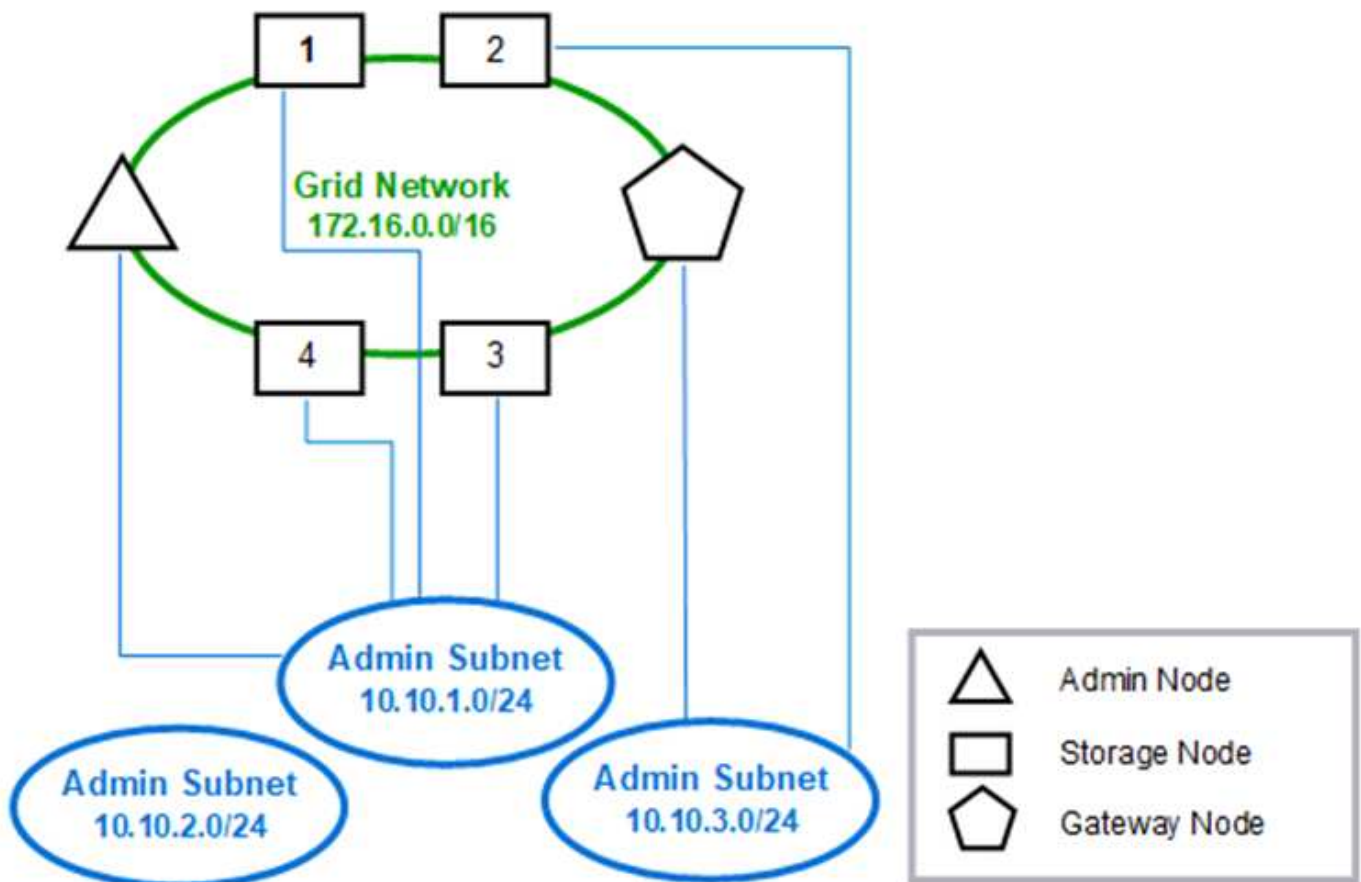 1
2
Grid Network
172.16.0.0/16
4
3
Admin Subnet
10.10.1.0/24
Admin Subnet
10.10.2.0/24
Admin Subnet
10.10.3.0/24
Admin Node
Storage Node
Gateway Node